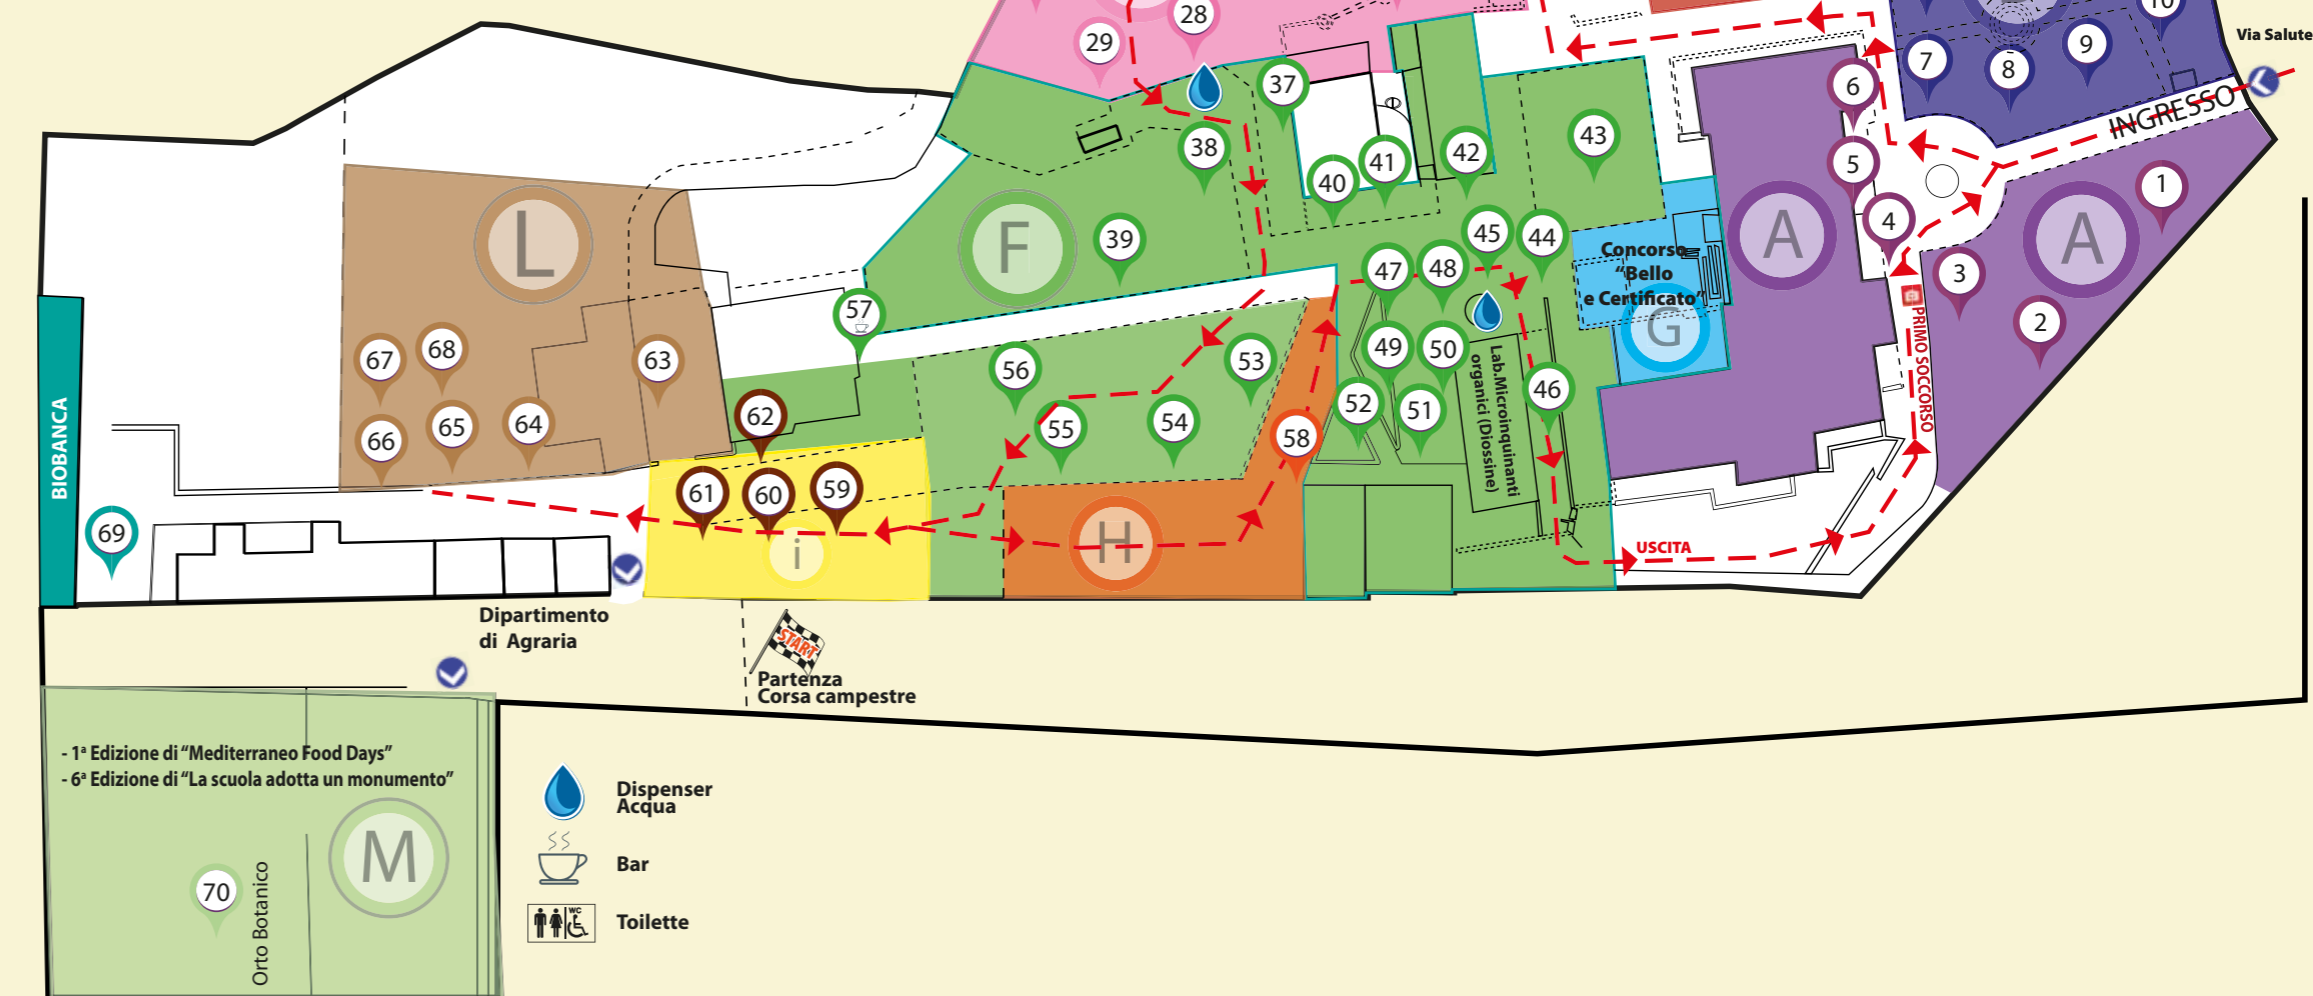 28
29
37
38
39
40
41
42
43
44
45
46
47
48
49
50
51
52
53
54
55
56
57
58
59
60
61
62
63
64
65
66
67
68
69
70
1
2
3
4
5
6
7
8
9
10
Via Salute
INGRESSO
A
A
F
L
G
H
i
M
Concorso
“Bello
e Certificato”
PRIMO SOCCORSO
Lab.Microinquinanti
organici (Diossine)
USCITA
BIOBANCA
Dipartimento
di Agraria
START
Partenza
Corsa campestre
- 1ª Edizione di “Mediterraneo Food Days”
- 6ª Edizione di “La scuola adotta un monumento”
Orto Botanico
Dispenser
Acqua
Bar
WC
Toilette